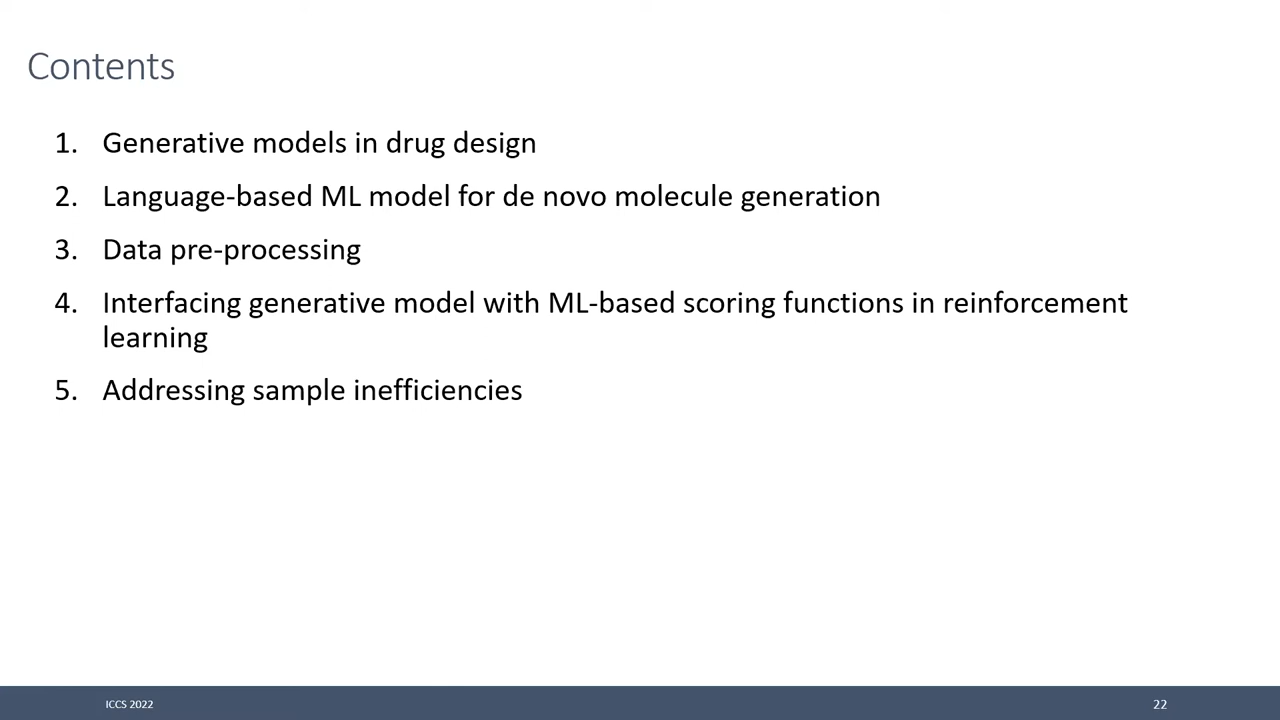 Contents
1. Generative models in drug design
2. Language-based ML model for de novo molecule generation
3. Data pre-processing
4. Interfacing generative model with ML-based scoring functions in reinforcement
learning
5. Addressing sample inefficiencies
ICCS 2022
22